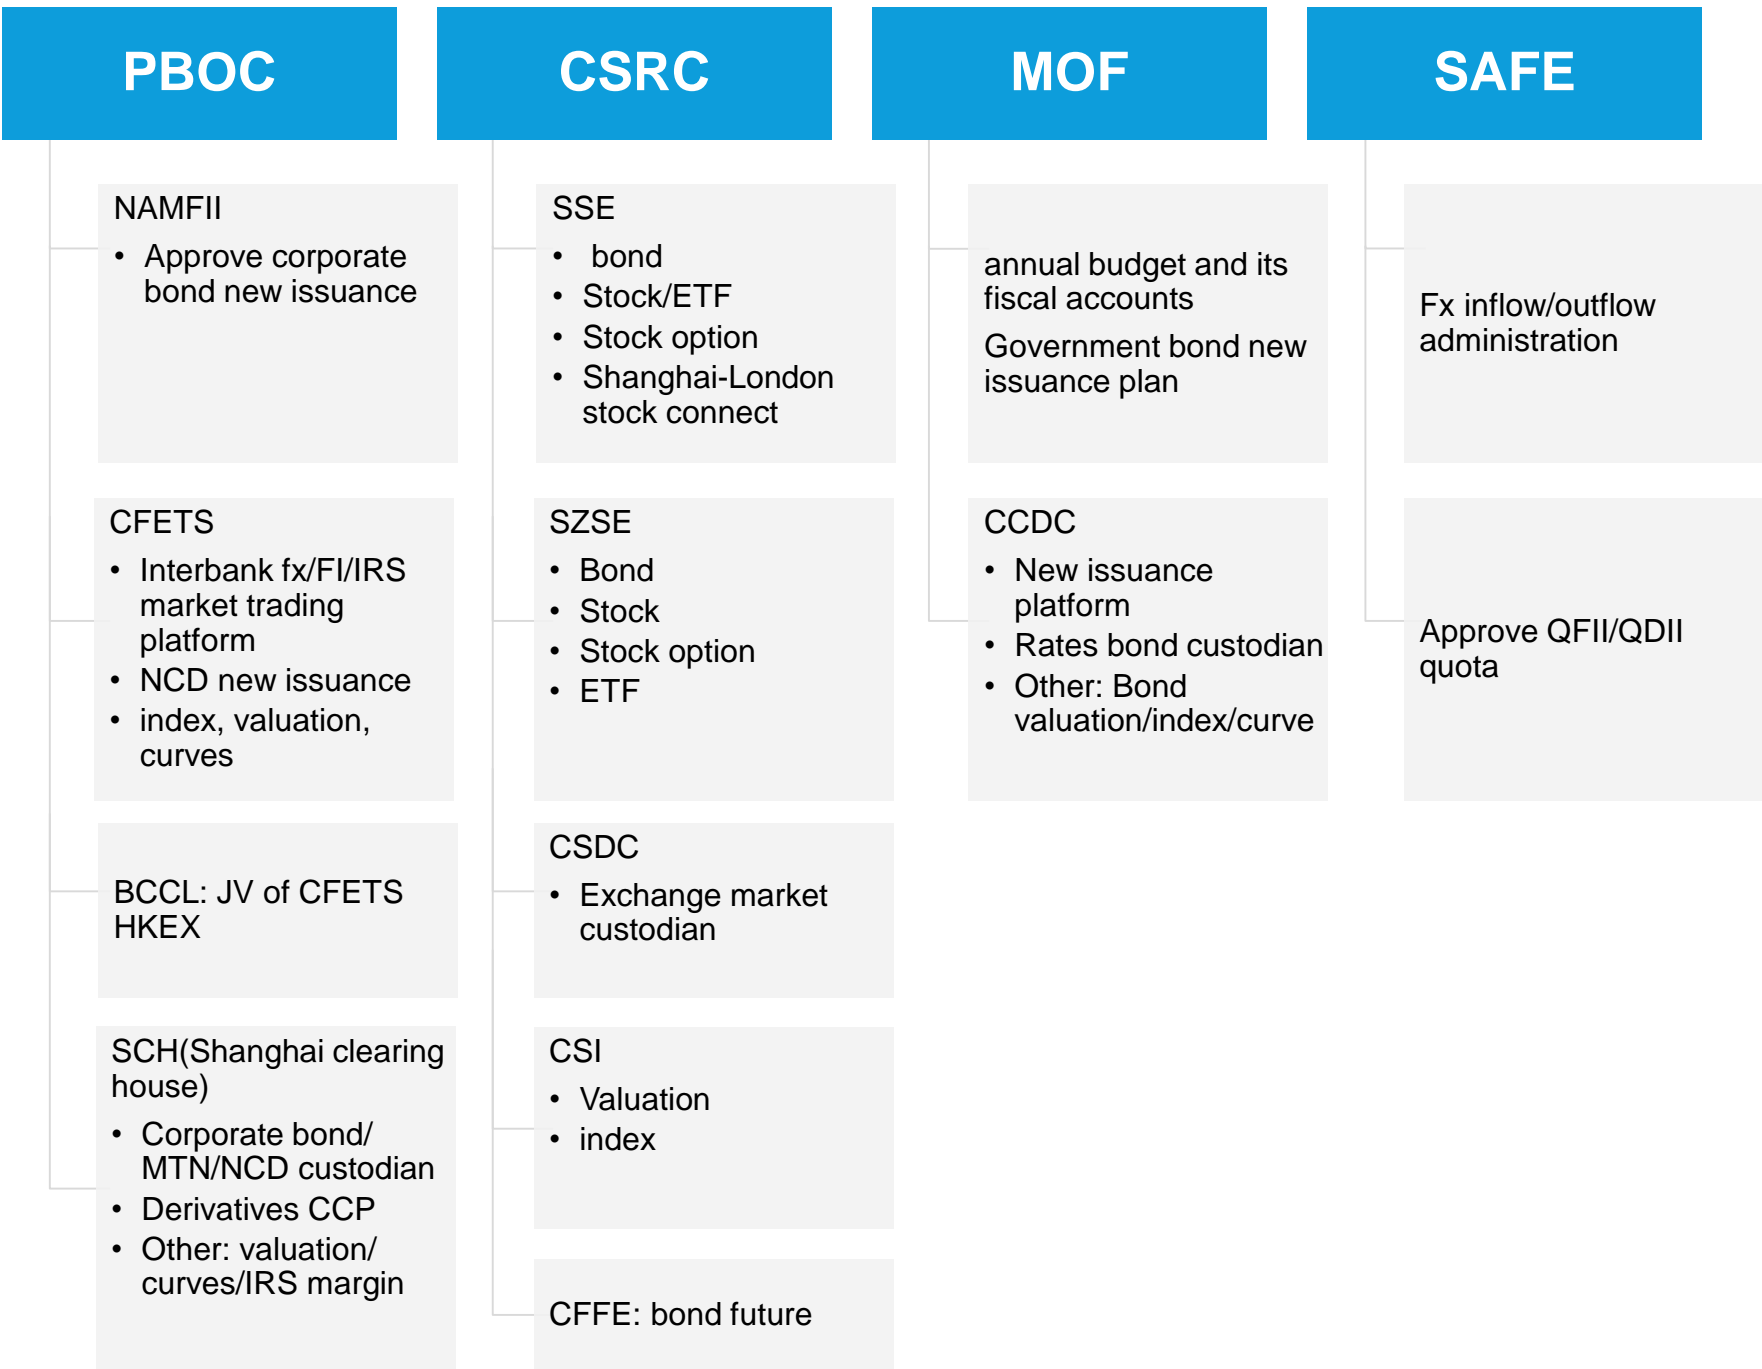 PBOC
NAMFII
• Approve corporate
bond new issuance
CFETS
• Interbank fx/FI/IRS
market trading
platform
• NCD new issuance
• index, valuation,
curves
BCCL: JV of CFETS
HKEX
SCH(Shanghai clearing
house)
• Corporate bond/
MTN/NCD custodian
• Derivatives CCP
• Other: valuation/
curves/IRS margin
CSRC
SSE
• bond
• Stock/ETF
• Stock option
• Shanghai-London
stock connect
SZSE
• Bond
• Stock
• Stock option
• ETF
CSDC
• Exchange market
custodian
CSI
• Valuation
• index
CFFE: bond future
MOF
annual budget and its
fiscal accounts
Government bond new
issuance plan
CCDC
• New issuance
platform
• Rates bond custodian
• Other: Bond
valuation/index/curve
SAFE
Fx inflow/outflow
administration
Approve QFII/QDII
quota